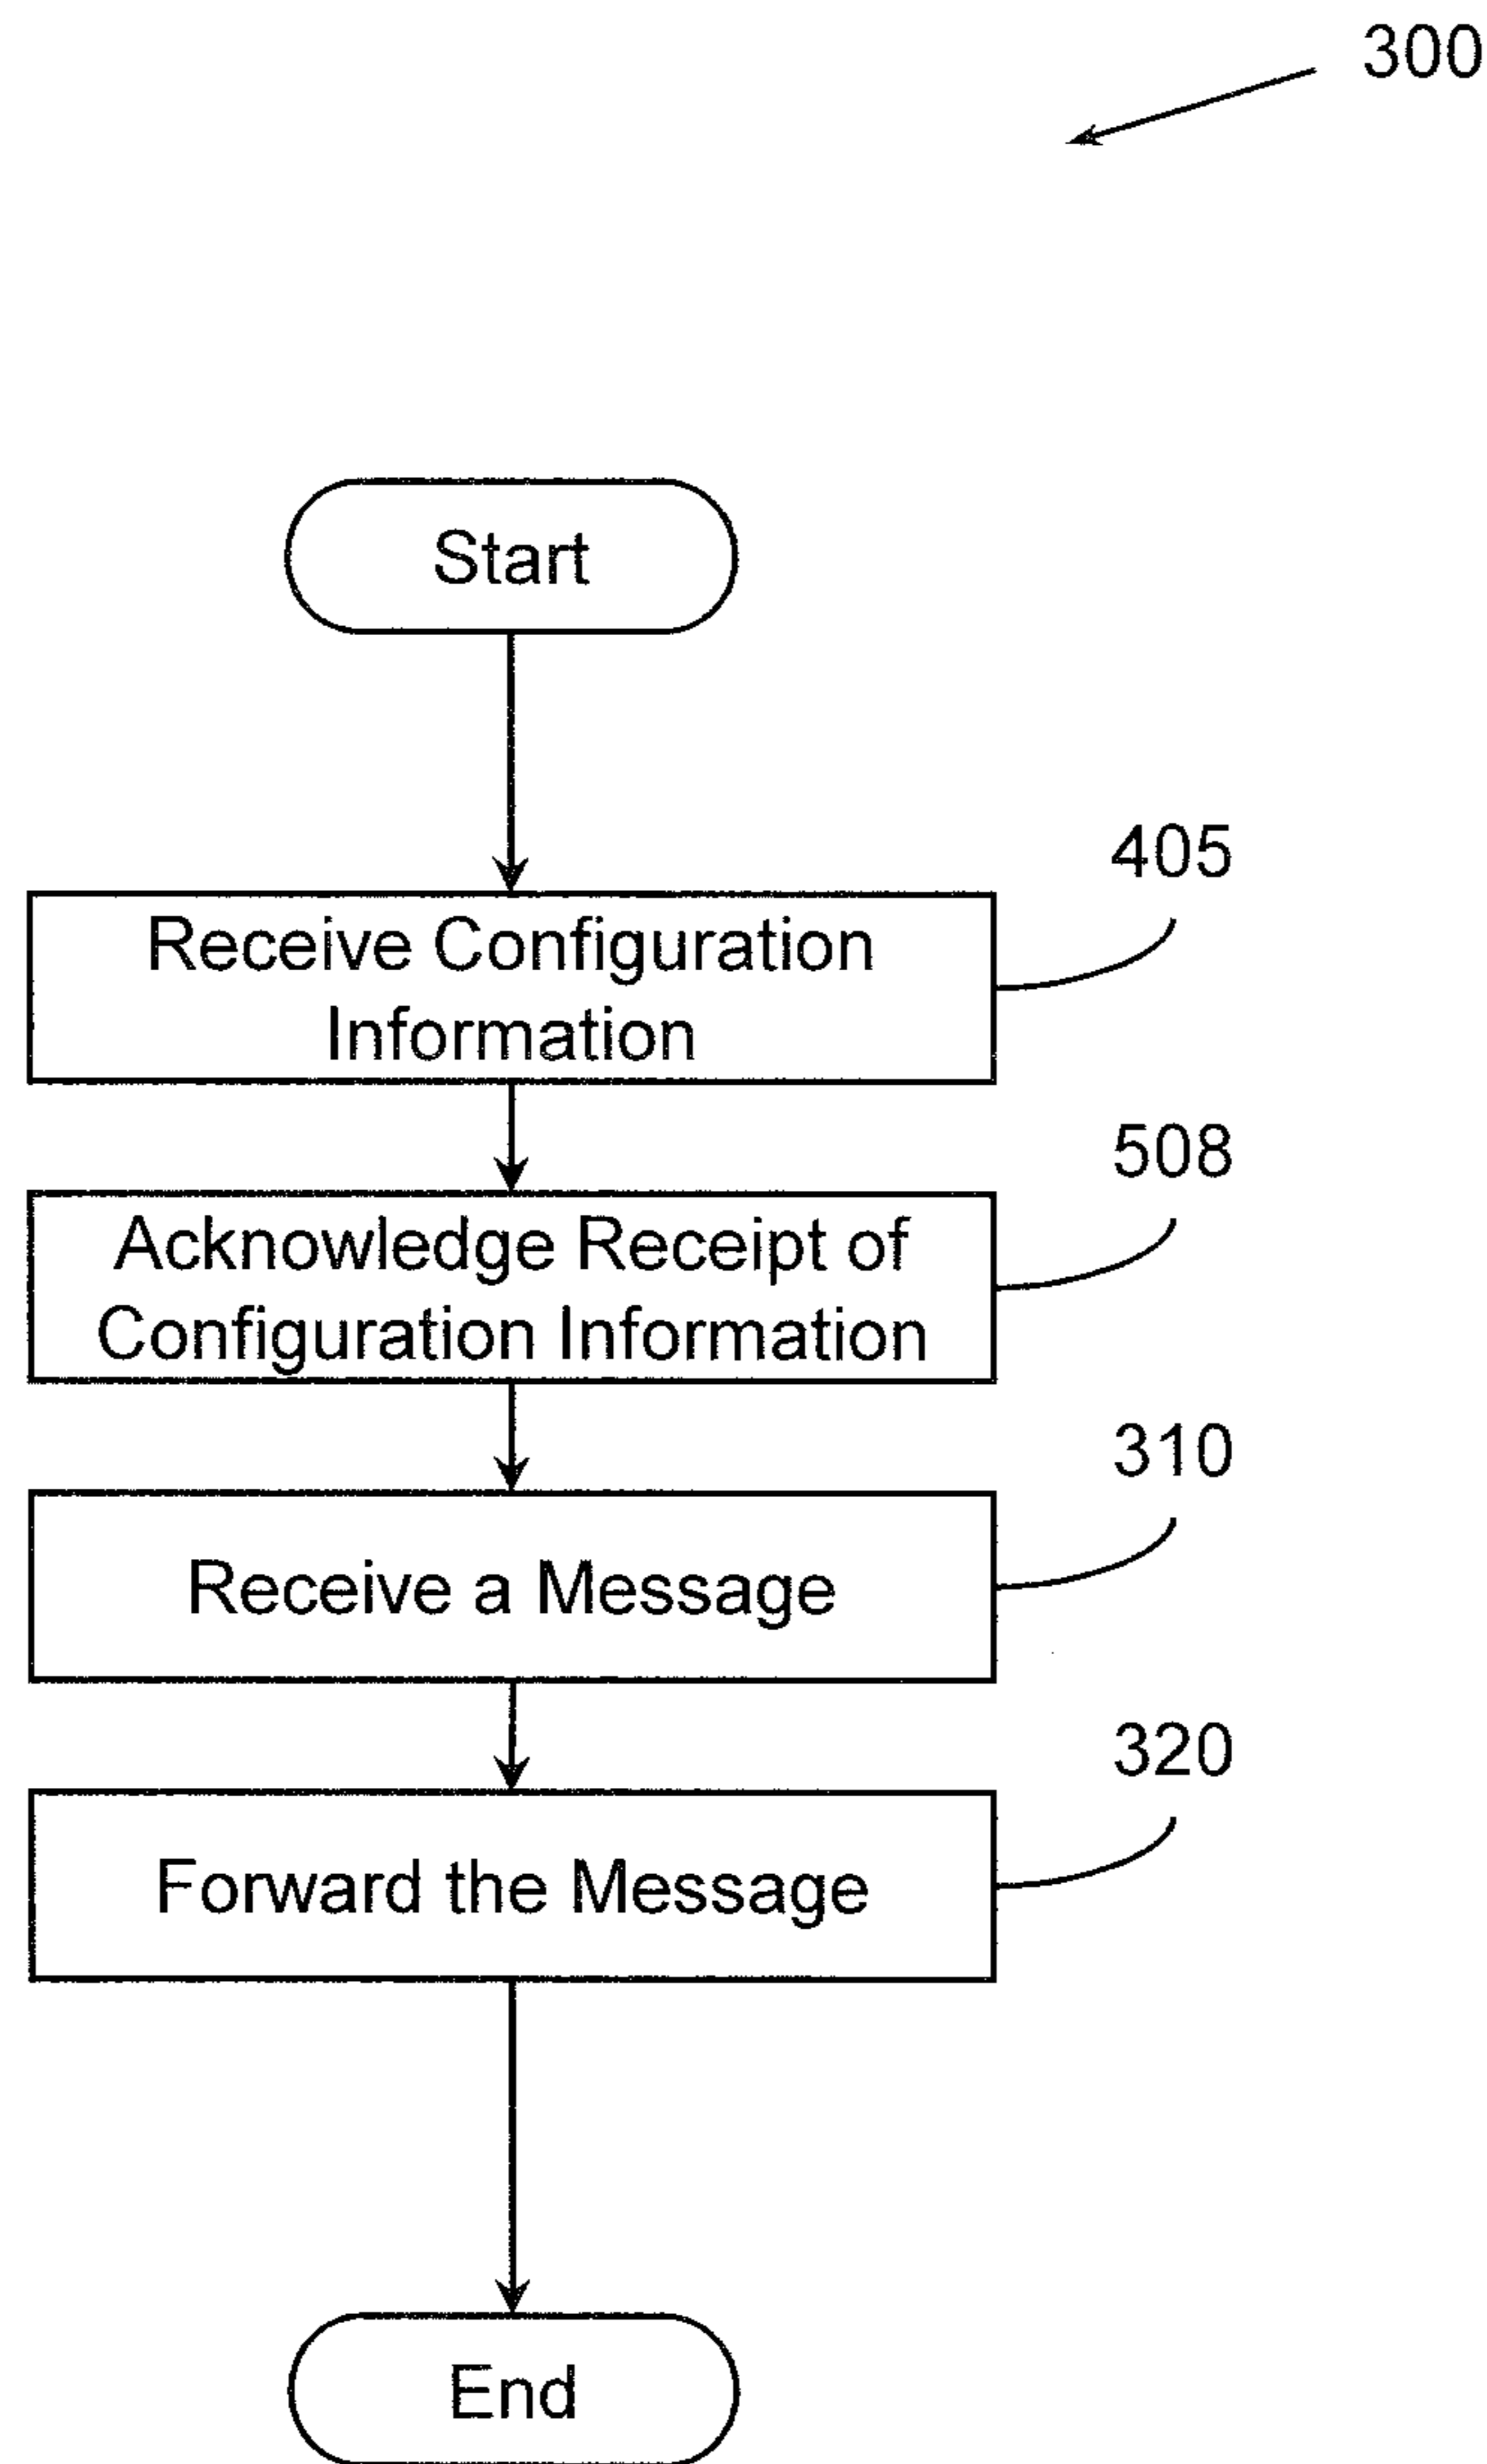 300
Start
405
Receive Configuration
Information
508
Acknowledge Receipt of
Configuration Information
310
Receive a Message
320
Forward the Message
End